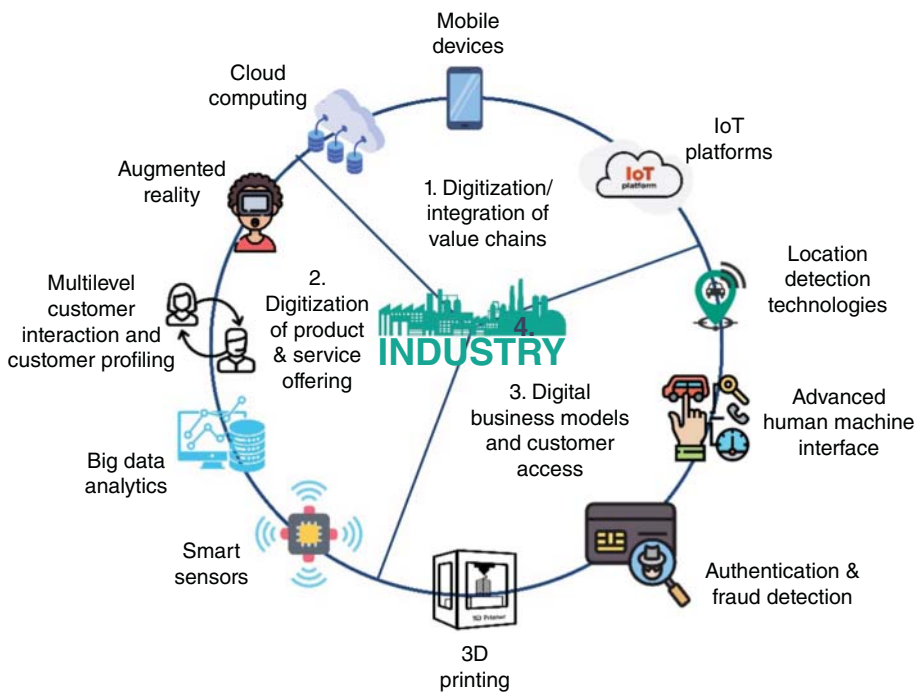 Mobile
devices
Cloud
computing
IoT
platforms
IoT
platform
Augmented
reality
1. Digitization/
integration of
value chains
Location
detection
technologies
Multilevel
customer
interaction and
customer profiling
2.
Digitization
of product
& service
offering
4.
INDUSTRY
3. Digital
business models
and customer
access
Advanced
human machine
interface
Big data
analytics
Smart
sensors
Authentication &
fraud detection
3D
printing